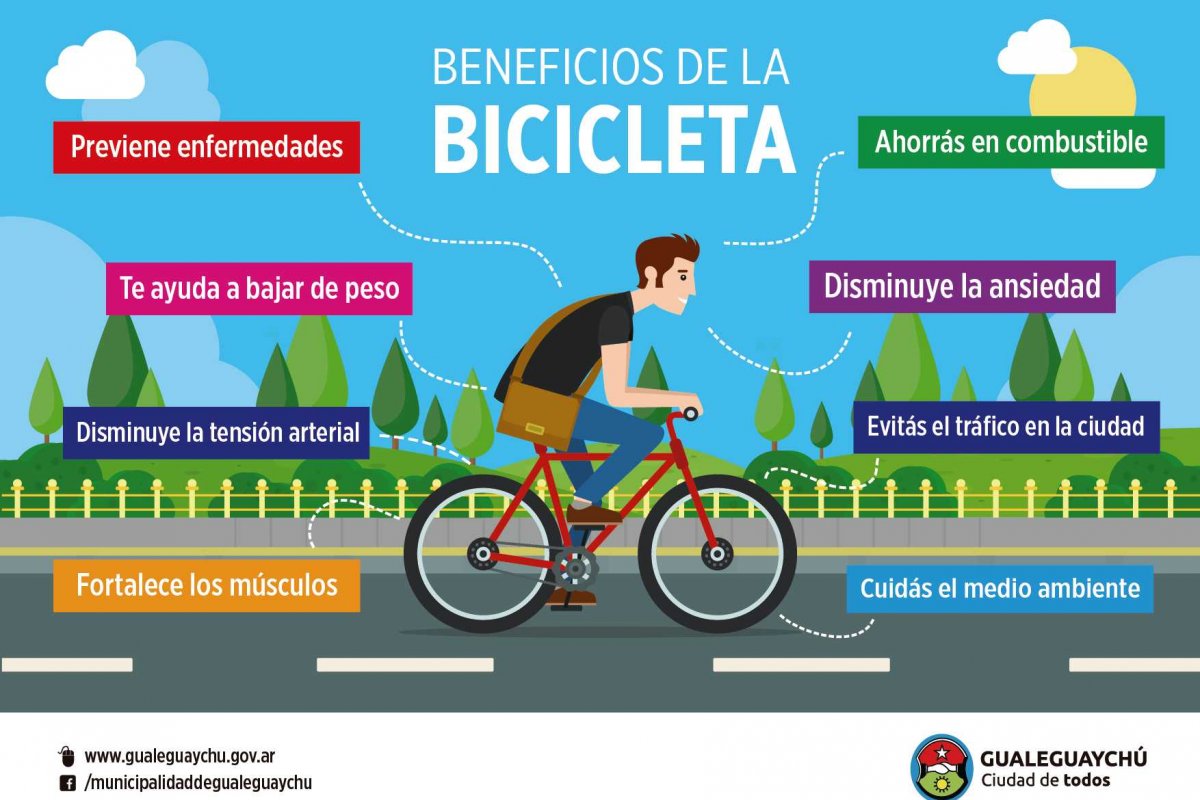 BENEFICIOS DE LA
BICICLETA
Previene enfermedades
Ahorrás en combustible
Te ayuda a bajar de peso
Disminuye la ansiedad
Disminuye la tensión arterial
Evitás el tráfico en la ciudad
Fortalece los músculos
Cuidás el medio ambiente
www.gualeguaychu.gov.ar
/municipalidaddegualeguaychu
GUALEGUAYCHÚ
Ciudad de todos